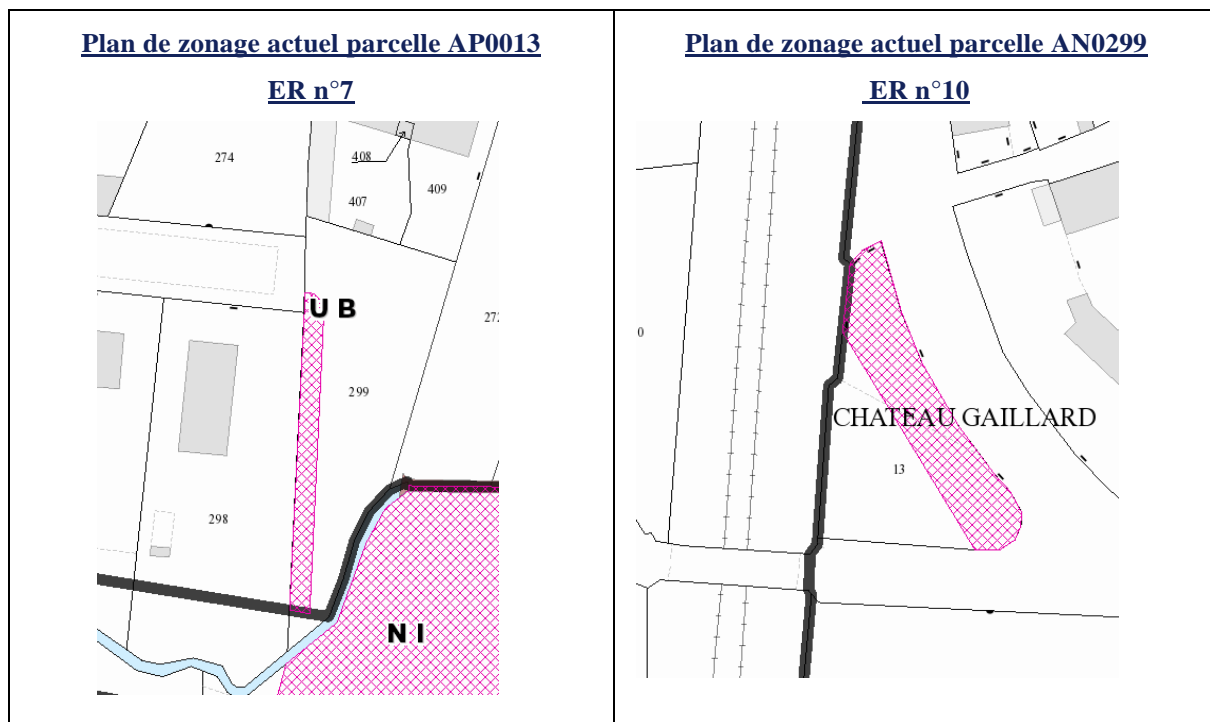 Plan de zonage actuel parcelle AP0013
ER n°7
274
408
407
409
U B
272
299
298
N I
Plan de zonage actuel parcelle AN0299
ER n°10
0
CHATEAU GAILLARD
13